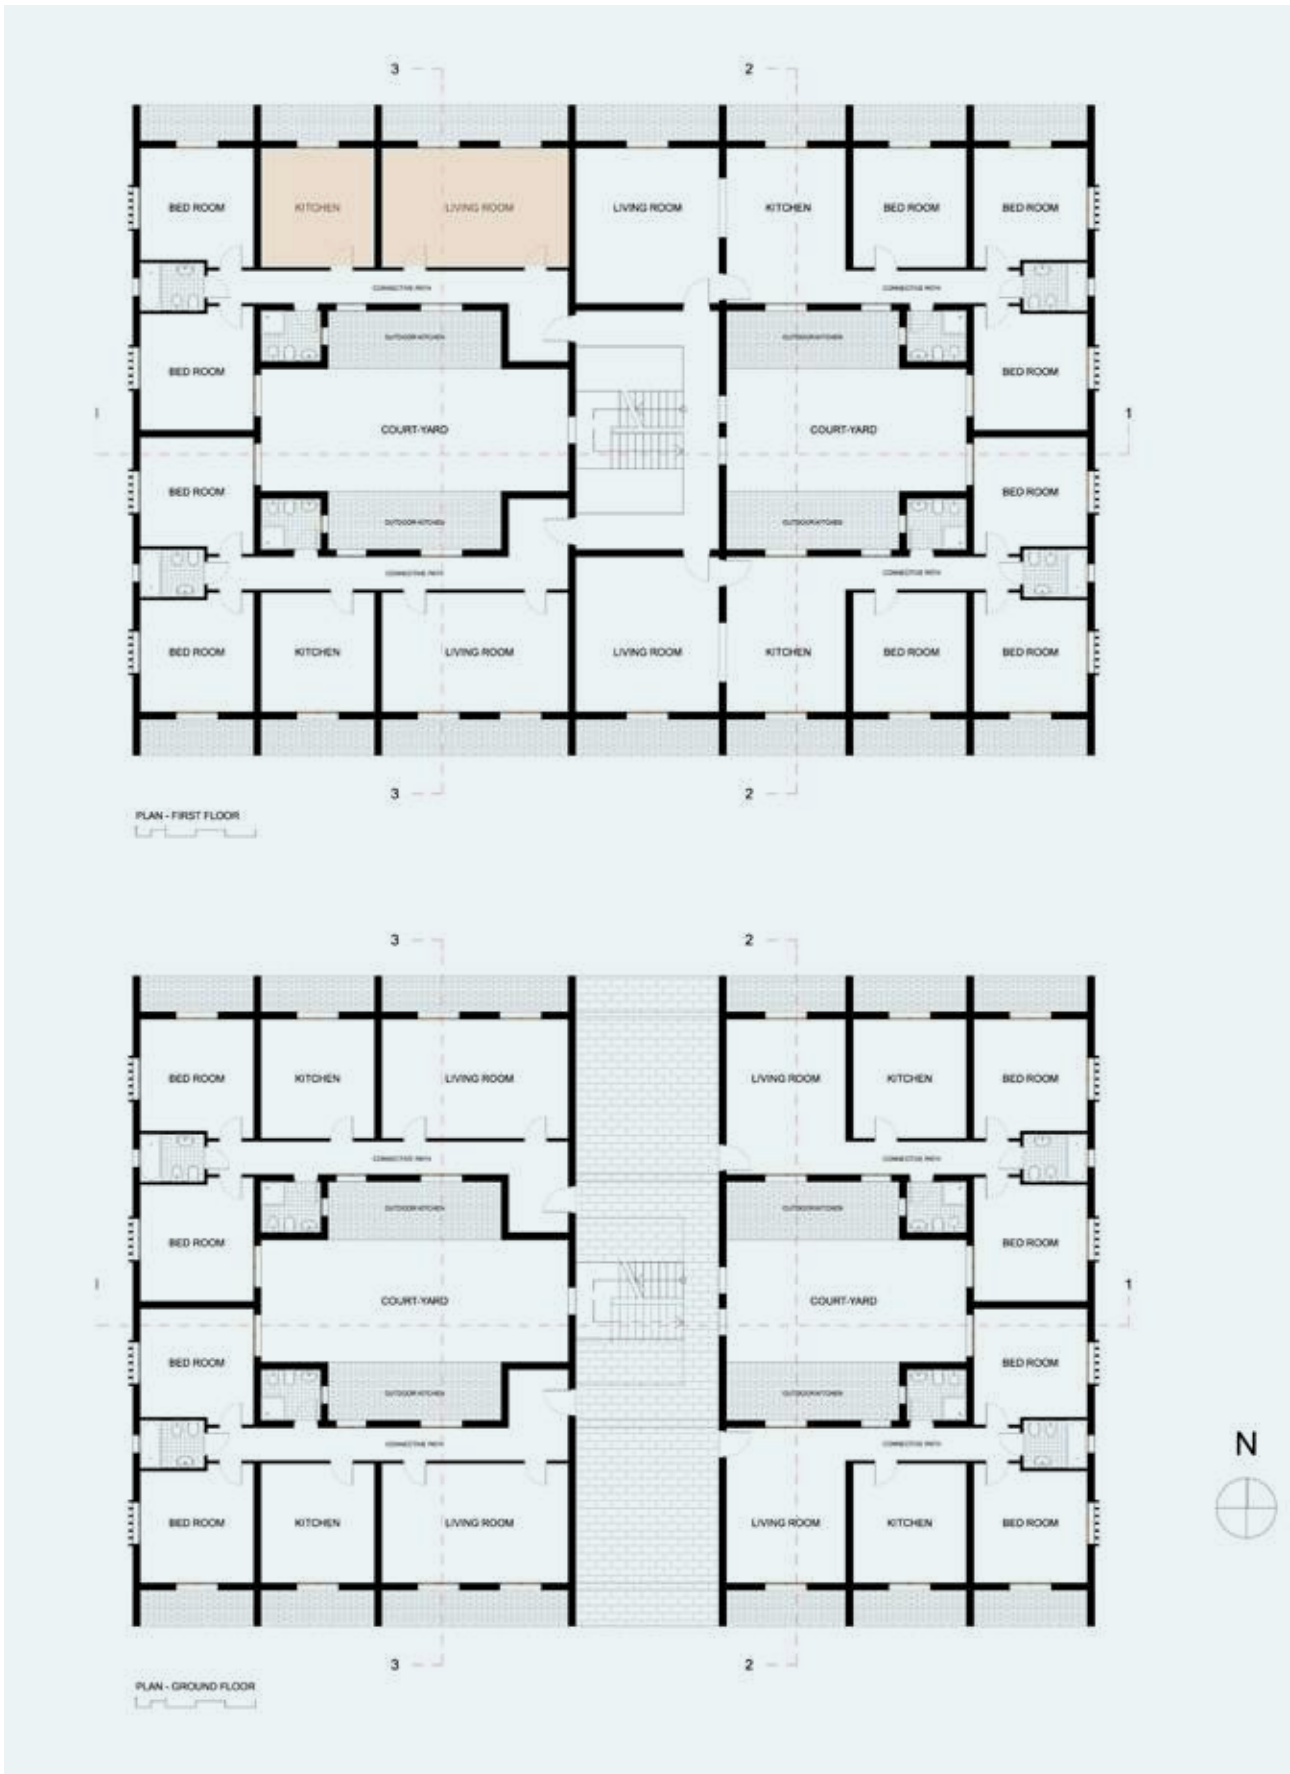 3 2
BED ROOM KITCHEN LIVING ROOM LIVING ROOM KITCHEN BED ROOM BED ROOM
CONNECTIVE PATH CONNECTIVE PATH
OUTDOOR KITCHEN OUTDOOR KITCHEN
BED ROOM BED ROOM
1 1
COURT-YARD COURT-YARD
BED ROOM BED ROOM
OUTDOOR KITCHEN OUTDOOR KITCHEN
CONNECTIVE PATH CONNECTIVE PATH
BED ROOM KITCHEN LIVING ROOM LIVING ROOM KITCHEN BED ROOM BED ROOM
3 2
PLAN - FIRST FLOOR
3 2
BED ROOM KITCHEN LIVING ROOM LIVING ROOM KITCHEN BED ROOM
CONNECTIVE PATH CONNECTIVE PATH
OUTDOOR KITCHEN OUTDOOR KITCHEN
BED ROOM BED ROOM
1 1
COURT-YARD COURT-YARD
BED ROOM BED ROOM
OUTDOOR KITCHEN OUTDOOR KITCHEN
CONNECTIVE PATH CONNECTIVE PATH
N
BED ROOM KITCHEN LIVING ROOM LIVING ROOM KITCHEN BED ROOM
3 2
PLAN - GROUND FLOOR